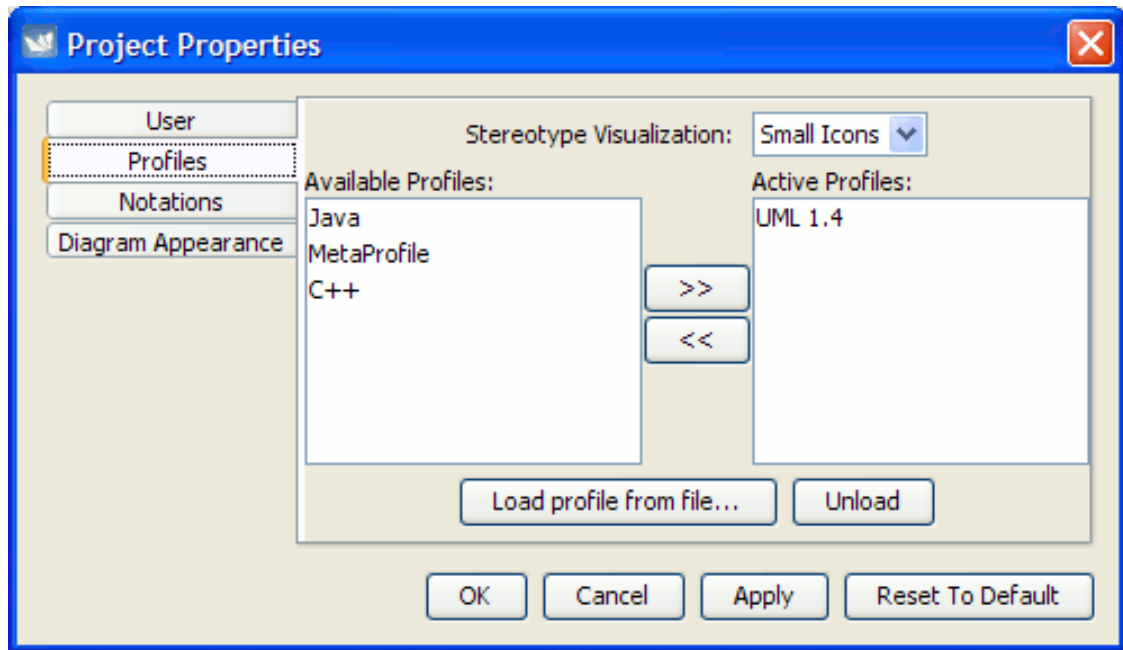 Project Properties
User
Profiles
Notations
Diagram Appearance
Stereotype Visualization: Small Icons
Available Profiles:
Java
MetaProfile
C++
>>
<<
Active Profiles:
UML 1.4
Load profile from file... Unload
OK Cancel Apply Reset To Default